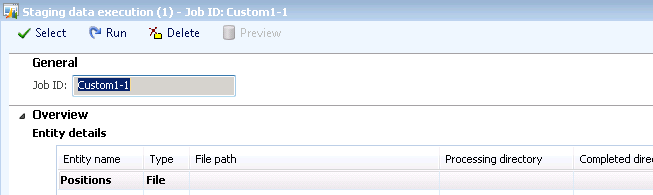 Staging data execution (1) - Job ID: Custom1-1
Select Run Delete Preview
General
Job ID: Custom1-1
Overview
Entity details
Entity name Type File path Processing directory Completed dire
Positions File